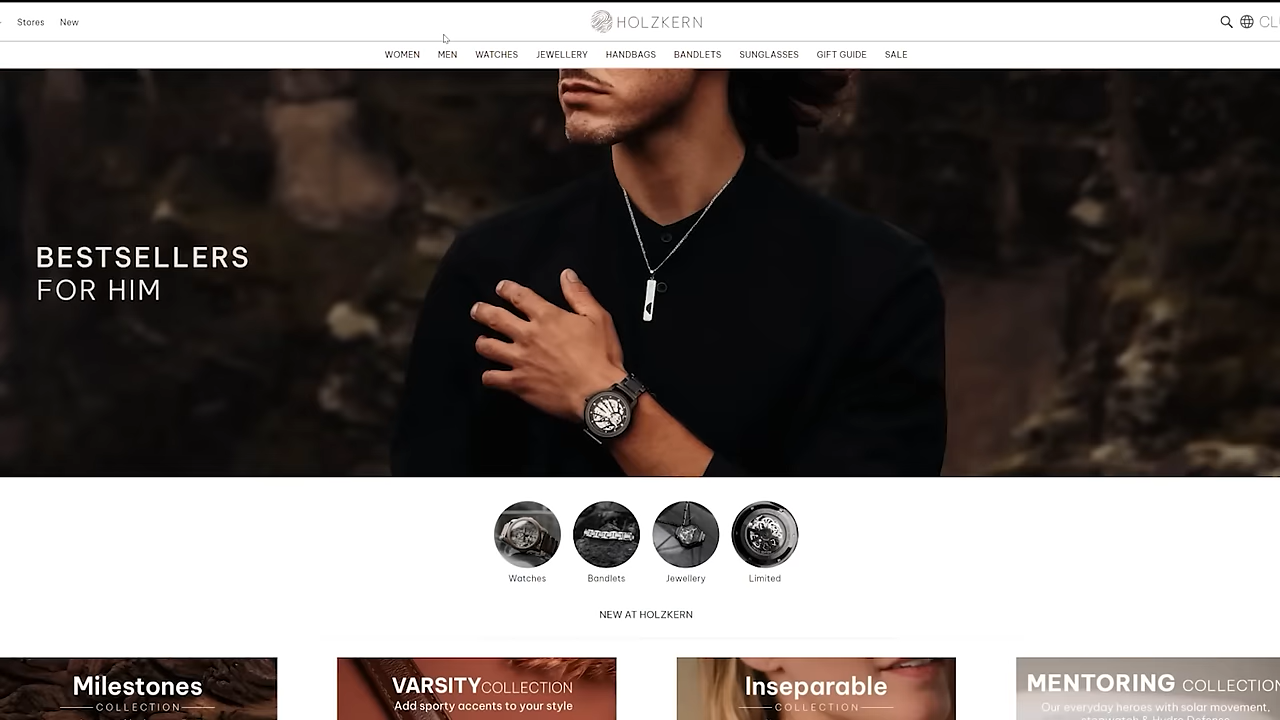 Stores New HOLZKERN
WOMEN MEN WATCHES JEWELLERY HANDBAGS BANDLETS SUNGLASSES GIFT GUIDE SALE
BESTSELLERS
FOR HIM
Watches Bandlets Jewellery Limited
NEW AT HOLZKERN
Milestones
COLLECTION
VARSITY COLLECTION
Add sporty accents to your style
Inseparable
COLLECTION
MENTORING COLLECTION
Our everyday heroes with solar movement,